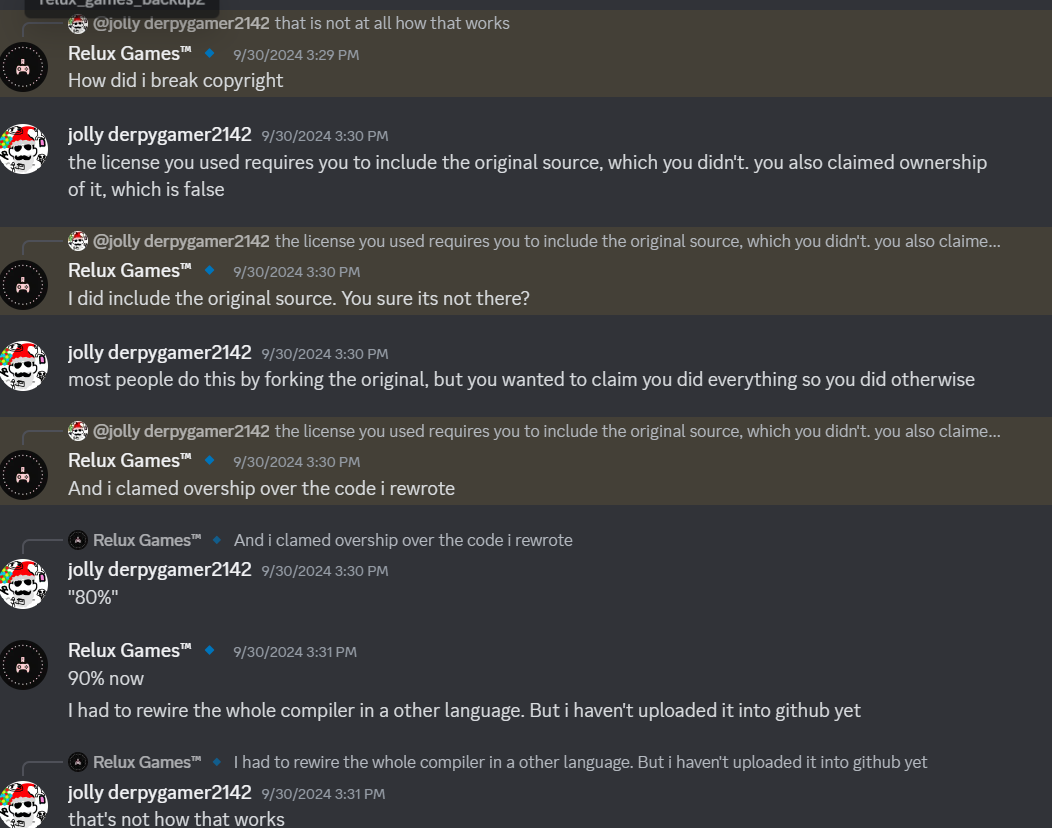 relux_games_backup2
@jolly derpygamer2142 that is not at all how that works
Relux Games™ 9/30/2024 3:29 PM
How did i break copyright
jolly derpygamer2142 9/30/2024 3:30 PM
the license you used requires you to include the original source, which you didn't. you also claimed ownership
of it, which is false
@jolly derpygamer2142 the license you used requires you to include the original source, which you didn't. you also claime...
Relux Games™ 9/30/2024 3:30 PM
I did include the original source. You sure its not there?
jolly derpygamer2142 9/30/2024 3:30 PM
most people do this by forking the original, but you wanted to claim you did everything so you did otherwise
@jolly derpygamer2142 the license you used requires you to include the original source, which you didn't. you also claime...
Relux Games™ 9/30/2024 3:30 PM
And i clamed overship over the code i rewrote
Relux Games™ And i clamed overship over the code i rewrote
jolly derpygamer2142 9/30/2024 3:30 PM
"80%"
Relux Games™ 9/30/2024 3:31 PM
90% now
I had to rewire the whole compiler in a other language. But i haven't uploaded it into github yet
Relux Games™ I had to rewire the whole compiler in a other language. But i haven't uploaded it into github yet
jolly derpygamer2142 9/30/2024 3:31 PM
that's not how that works